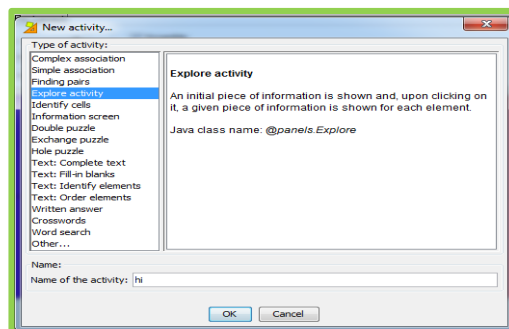 New activity...
Type of activity:
Complex association
Simple association
Finding pairs
Explore activity
Identify cells
Information screen
Double puzzle
Exchange puzzle
Hole puzzle
Text: Complete text
Text: Fill-in blanks
Text: Identify elements
Text: Order elements
Written answer
Crosswords
Word search
Other...
Explore activity
An initial piece of information is shown and, upon clicking on
it, a given piece of information is shown for each element.
Java class name: @panels.Explore
Name:
Name of the activity: hi
OK Cancel